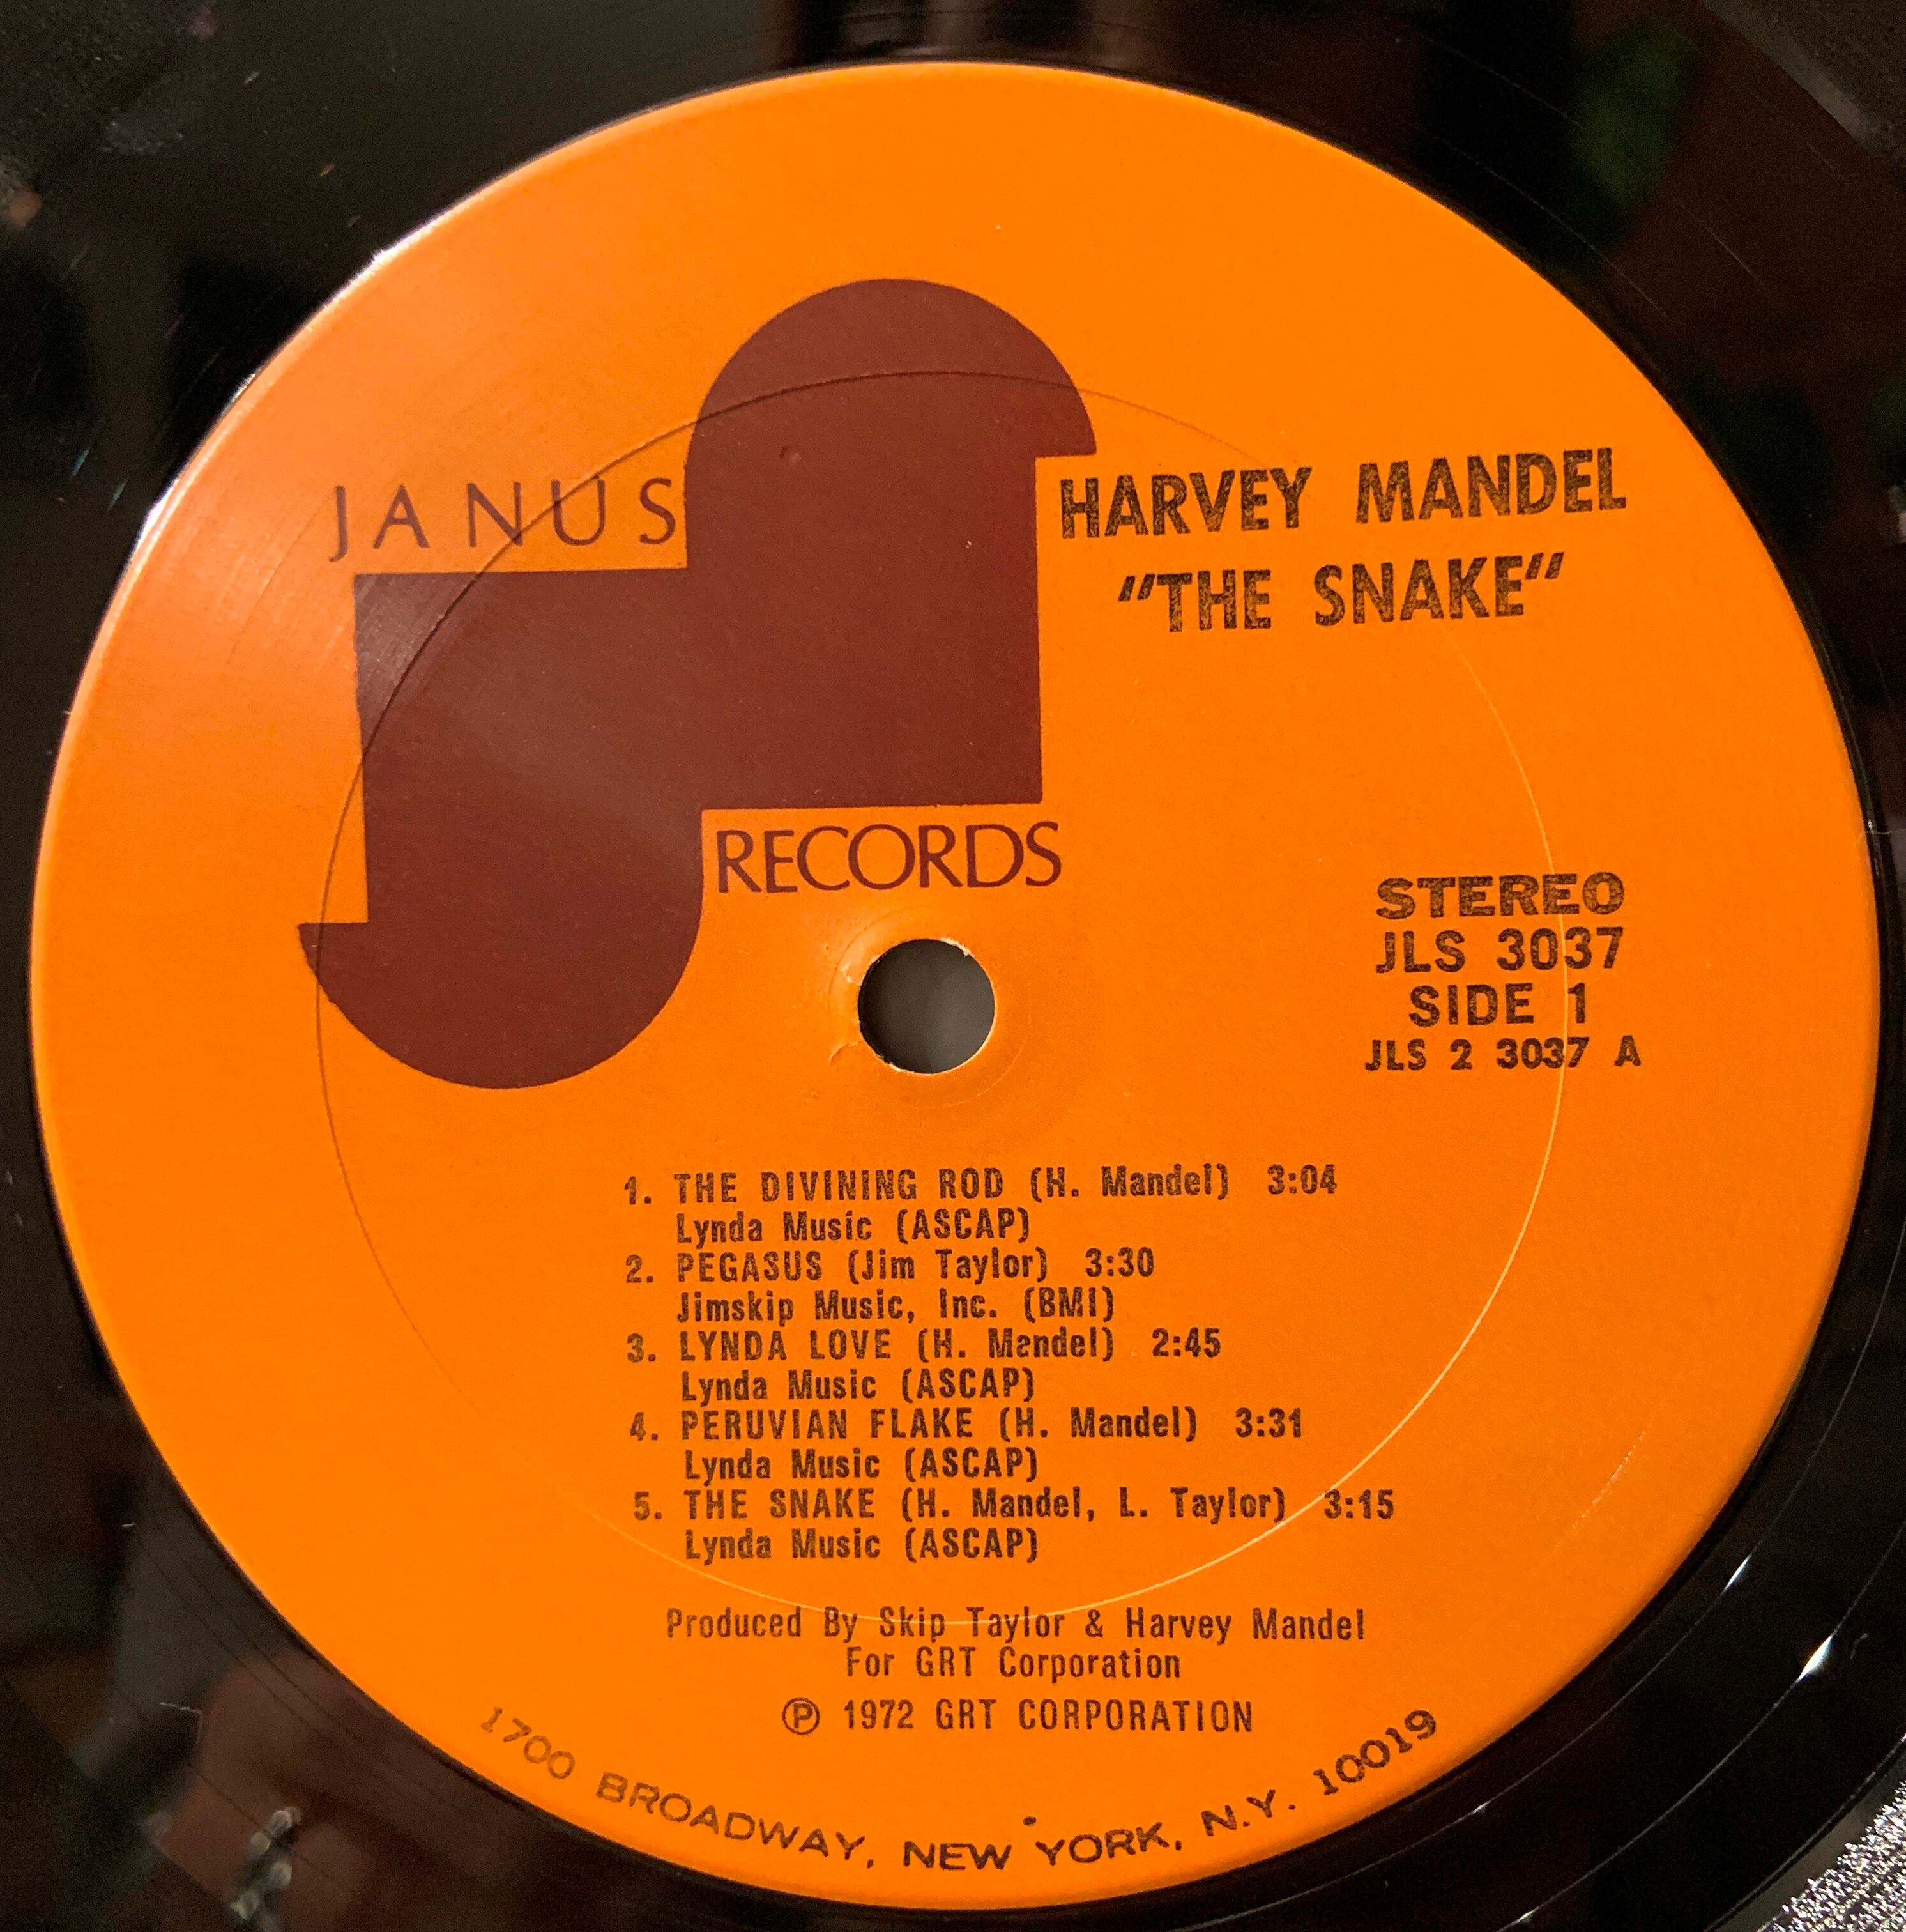 JANUS
RECORDS
HARVEY MANDEL
"THE SNAKE"
STEREO
JLS 3037
SIDE 1
JLS 2 3037 A
1. THE DIVINING ROD (H. Mandel) 3:04
Lynda Music (ASCAP)
2. PEGASUS (Jim Taylor) 3:30
Jimskip Music, Inc. (BMI)
3. LYNDA LOVE (H. Mandel) 2:45
Lynda Music (ASCAP)
4. PERUVIAN FLAKE (H. Mandel) 3:31
Lynda Music (ASCAP)
5. THE SNAKE (H. Mandel, L. Taylor) 3:15
Lynda Music (ASCAP)
Produced By Skip Taylor & Harvey Mandel
For GRT Corporation
℗ 1972 GRT CORPORATION
1700 BROADWAY, NEW YORK, N.Y. 10019